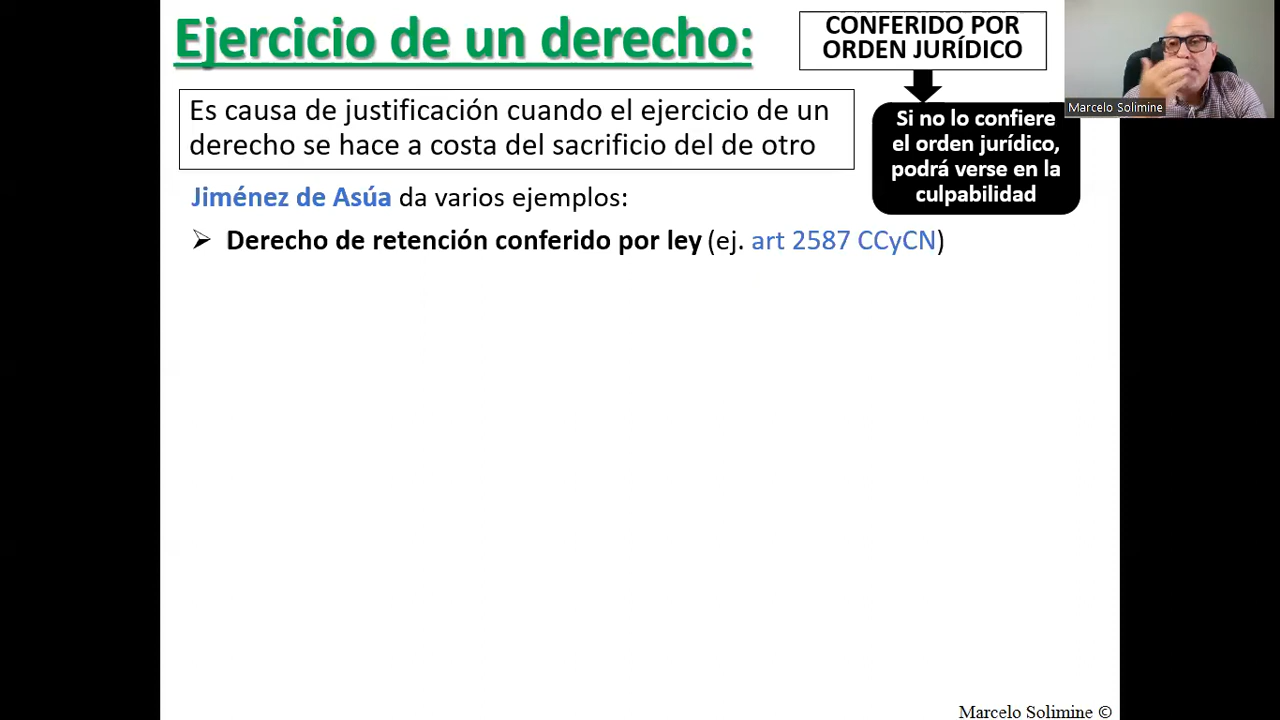 Ejercicio de un derecho:
CONFERIDO POR
ORDEN JURÍDICO
Marcelo Solimine
Es causa de justificación cuando el ejercicio de un
derecho se hace a costa del sacrificio del de otro
Si no lo confiere
el orden jurídico,
podrá verse en la
culpabilidad
Jiménez de Asúa da varios ejemplos:
➢ Derecho de retención conferido por ley (ej. art 2587 CCyCN)
Marcelo Solimine ©